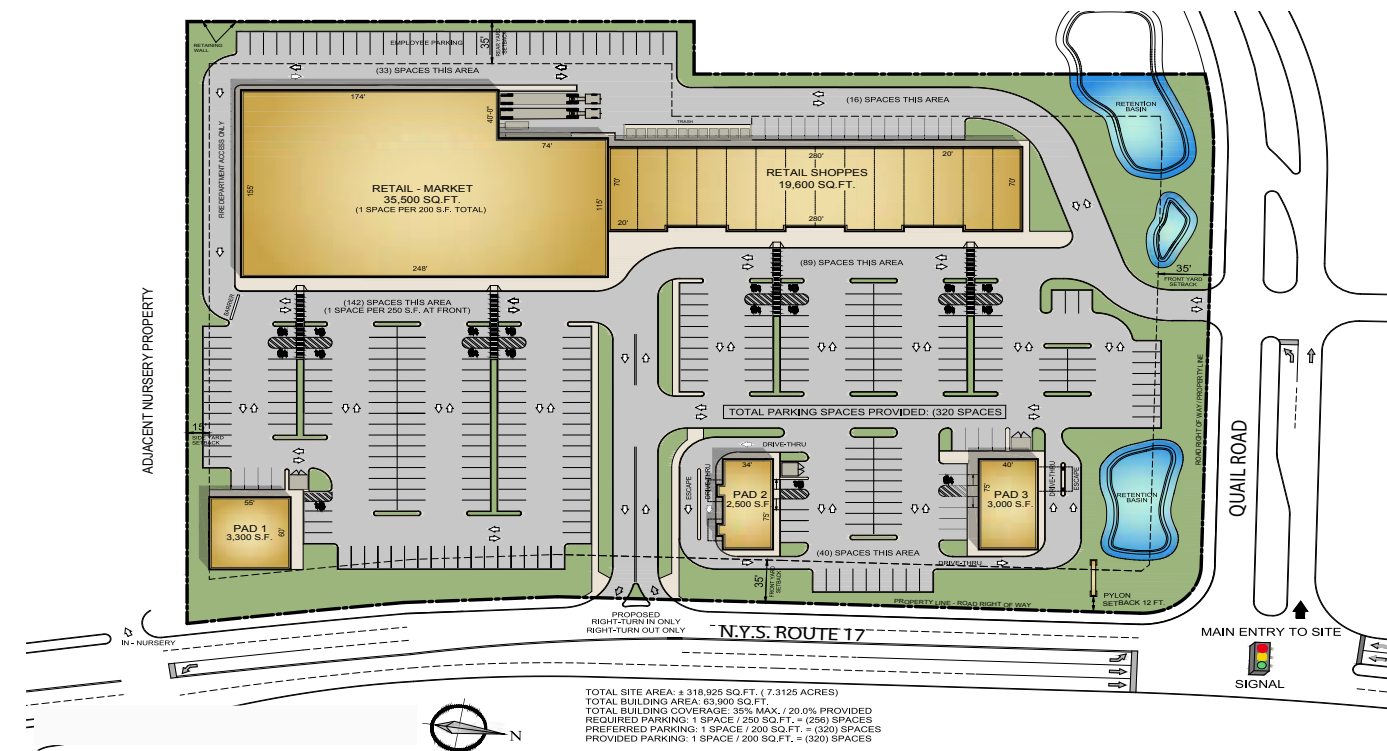 RETAINING
WALL
EMPLOYEE PARKING
35'
REAR YARD
SETBACK
(33) SPACES THIS AREA
(16) SPACES THIS AREA
RETENTION
BASIN
174'
40'-0"
TRASH
74'
FIRE DEPARTMENT ACCESS ONLY
155'
RETAIL - MARKET
35,500 SQ.FT.
(1 SPACE PER 200 S.F. TOTAL)
115'
248'
280'
20'
70'
RETAIL SHOPPES
19,600 SQ.FT.
70'
20'
280'
35'
FRONT YARD
SETBACK
(89) SPACES THIS AREA
BARRIER
(142) SPACES THIS AREA
(1 SPACE PER 250 S.F. AT FRONT)
ADJACENT NURSERY PROPERTY
15'
SIDE YARD
SETBACK
TOTAL PARKING SPACES PROVIDED: (320 SPACES
ROAD RIGHT OF WAY / PROPERTY LINE
QUAIL ROAD
DRIVE-THRU
ESCAPE
DRIVE-THRU
34'
PAD 2
2,500 S.F
75'
40'
75'
PAD 3
3,000 S.F.
DRIVE-THRU
ESCAPE
RETENTION
BASIN
55'
PAD 1
3,300 S.F.
60'
(40) SPACES THIS AREA
DRIVE-THRU
35'
FRONT YARD
SETBACK
PROPERTY LINE - ROAD RIGHT OF WAY
PYLON
SETBACK 12 FT.
PROPOSED
RIGHT-TURN IN ONLY
RIGHT-TURN OUT ONLY
N.Y.S. ROUTE 17
IN - NURSERY
MAIN ENTRY TO SITE
SIGNAL
TOTAL SITE AREA: ± 318,925 SQ.FT. ( 7.3125 ACRES)
TOTAL BUILDING AREA: 63,900 SQ.FT.
TOTAL BUILDING COVERAGE: 35% MAX. / 20.0% PROVIDED
REQUIRED PARKING: 1 SPACE / 250 SQ.FT. = (256) SPACES
PREFERRED PARKING: 1 SPACE / 200 SQ.FT. = (320) SPACES
PROVIDED PARKING: 1 SPACE / 200 SQ.FT. = (320) SPACES
N